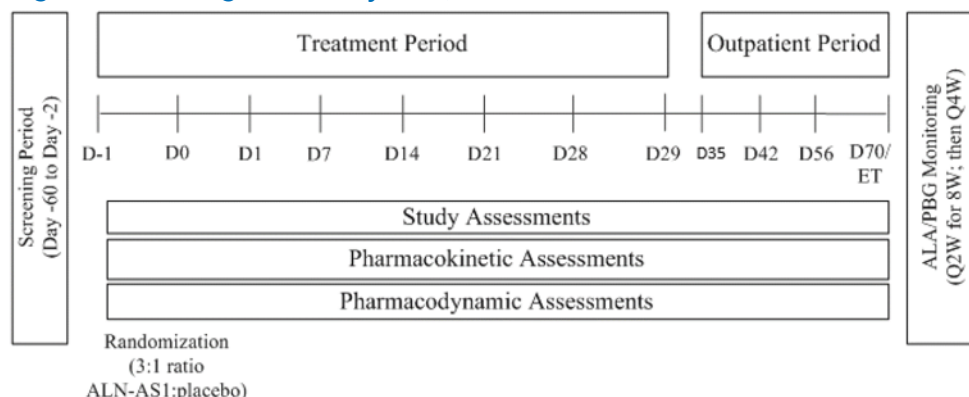 Treatment Period
Outpatient Period
Screening Period
(Day -60 to Day -2)
D-1
D0
D1
D7
D14
D21
D28
D29
D35
D42
D56
D70/
ET
ALA/PBG Monitoring
(Q2W for 8W; then Q4W)
Study Assessments
Pharmacokinetic Assessments
Pharmacodynamic Assessments
Randomization
(3:1 ratio
ALN-AS1:placebo)